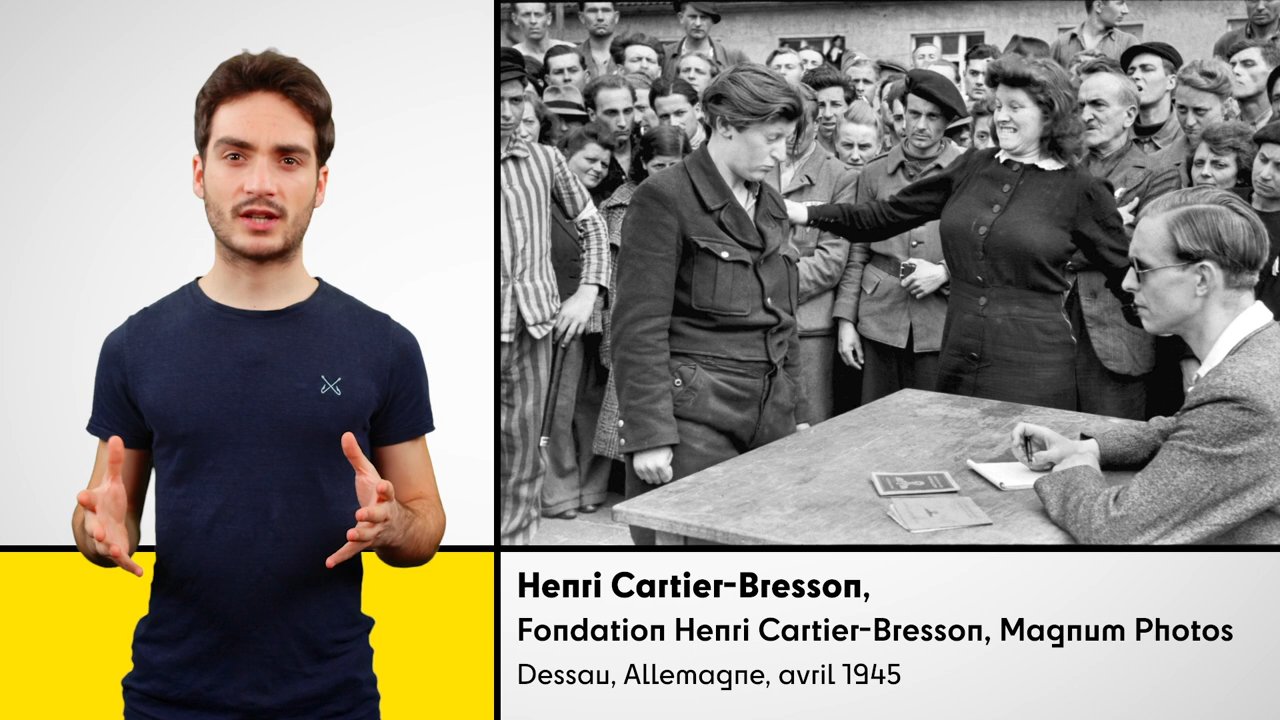 Henri Cartier-Bresson,
Fondation Henri Cartier-Bresson, Magnum Photos
Dessau, Allemagne, avril 1945